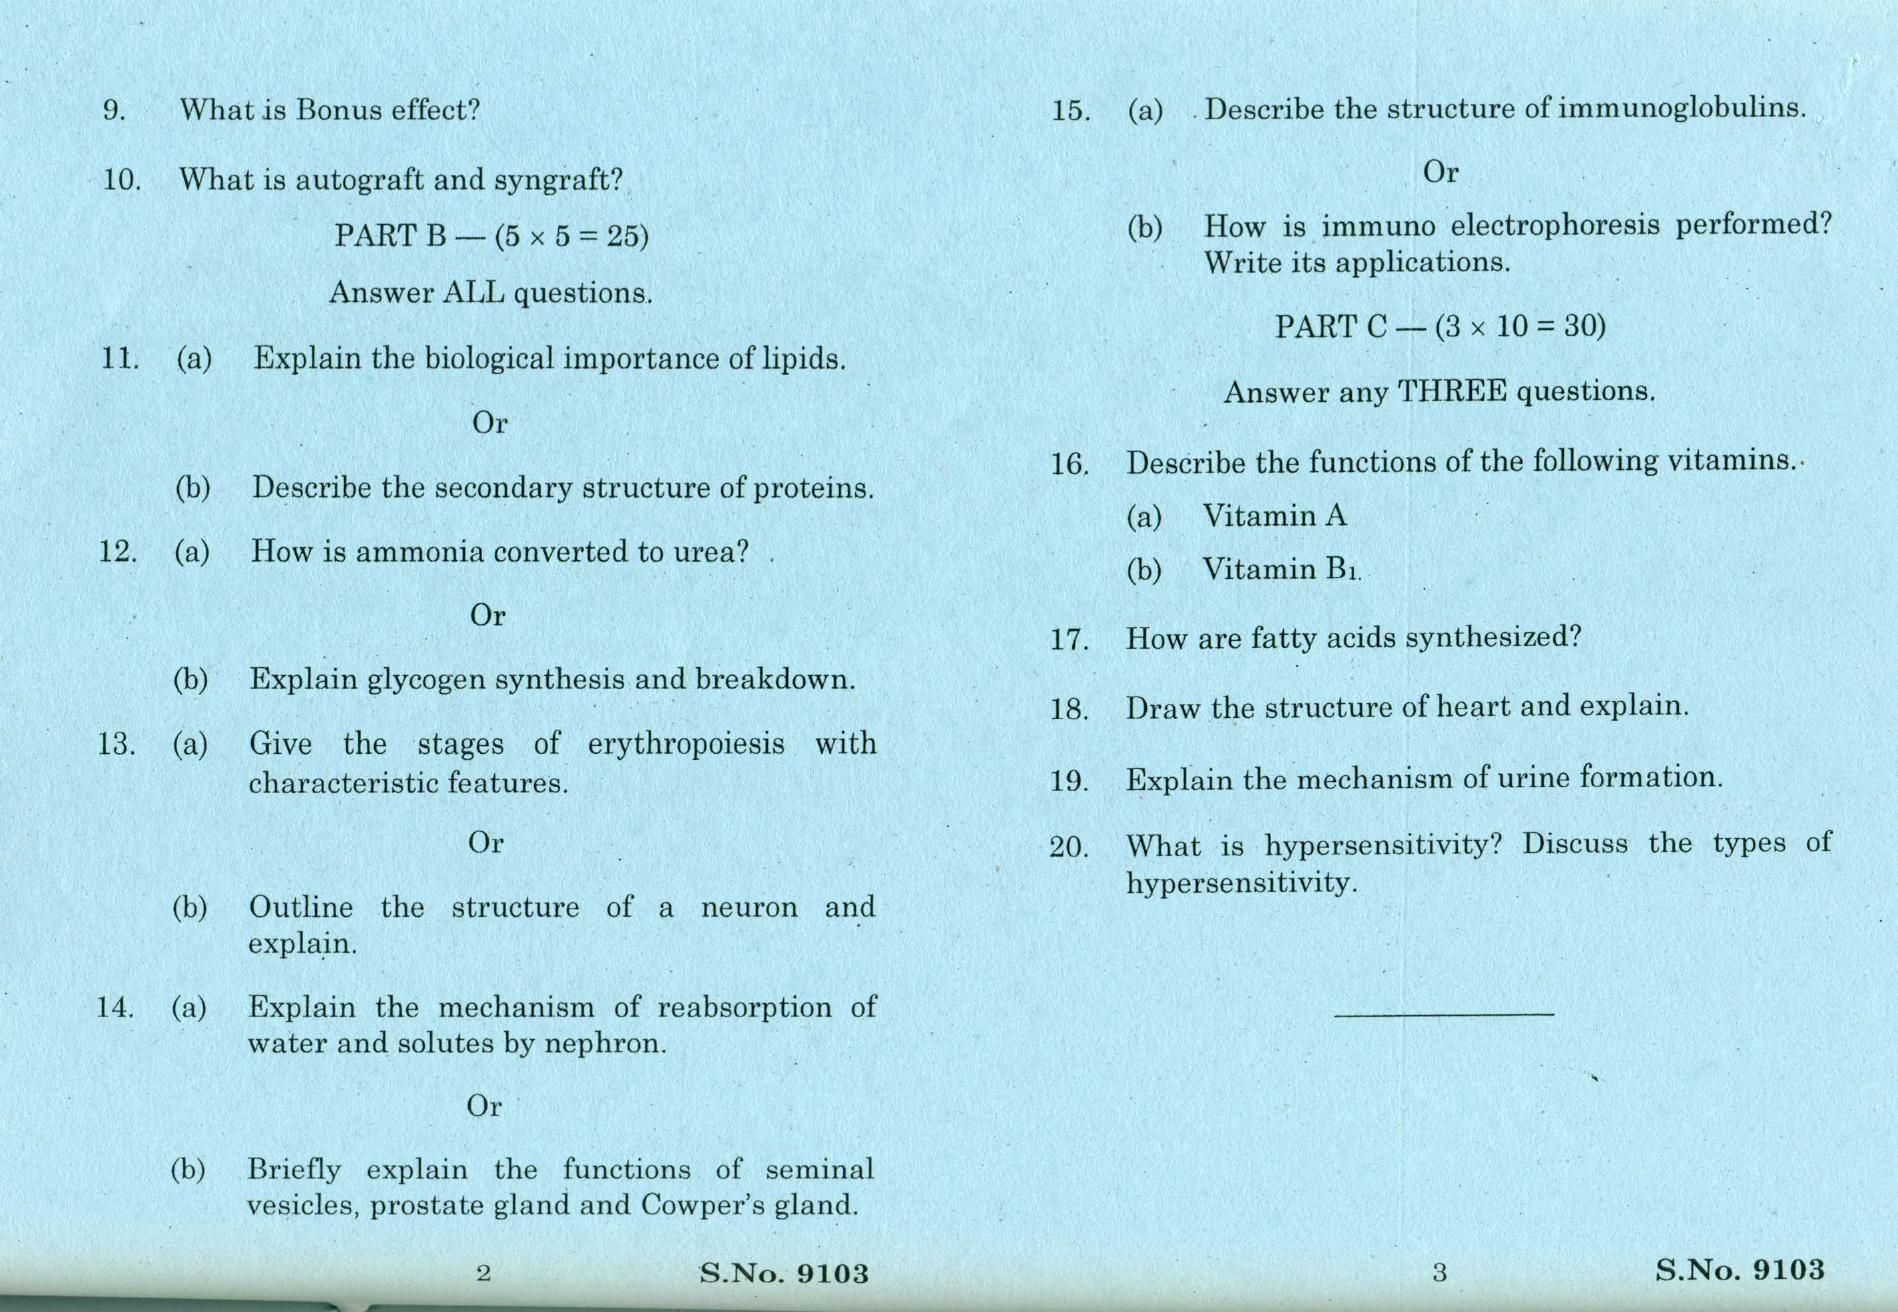 9. What is Bonus effect?
10. What is autograft and syngraft?
PART B — (5 × 5 = 25)
Answer ALL questions.
11. (a) Explain the biological importance of lipids.
Or
(b) Describe the secondary structure of proteins.
12. (a) How is ammonia converted to urea?
Or
(b) Explain glycogen synthesis and breakdown.
13. (a) Give the stages of erythropoiesis with
characteristic features.
Or
(b) Outline the structure of a neuron and
explain.
14. (a) Explain the mechanism of reabsorption of
water and solutes by nephron.
Or
(b) Briefly explain the functions of seminal
vesicles, prostate gland and Cowper's gland.
2 S.No. 9103
15. (a) Describe the structure of immunoglobulins.
Or
(b) How is immuno electrophoresis performed?
Write its applications.
PART C — (3 × 10 = 30)
Answer any THREE questions.
16. Describe the functions of the following vitamins.
(a) Vitamin A
(b) Vitamin B1.
17. How are fatty acids synthesized?
18. Draw the structure of heart and explain.
19. Explain the mechanism of urine formation.
20. What is hypersensitivity? Discuss the types of
hypersensitivity.
3 S.No. 9103